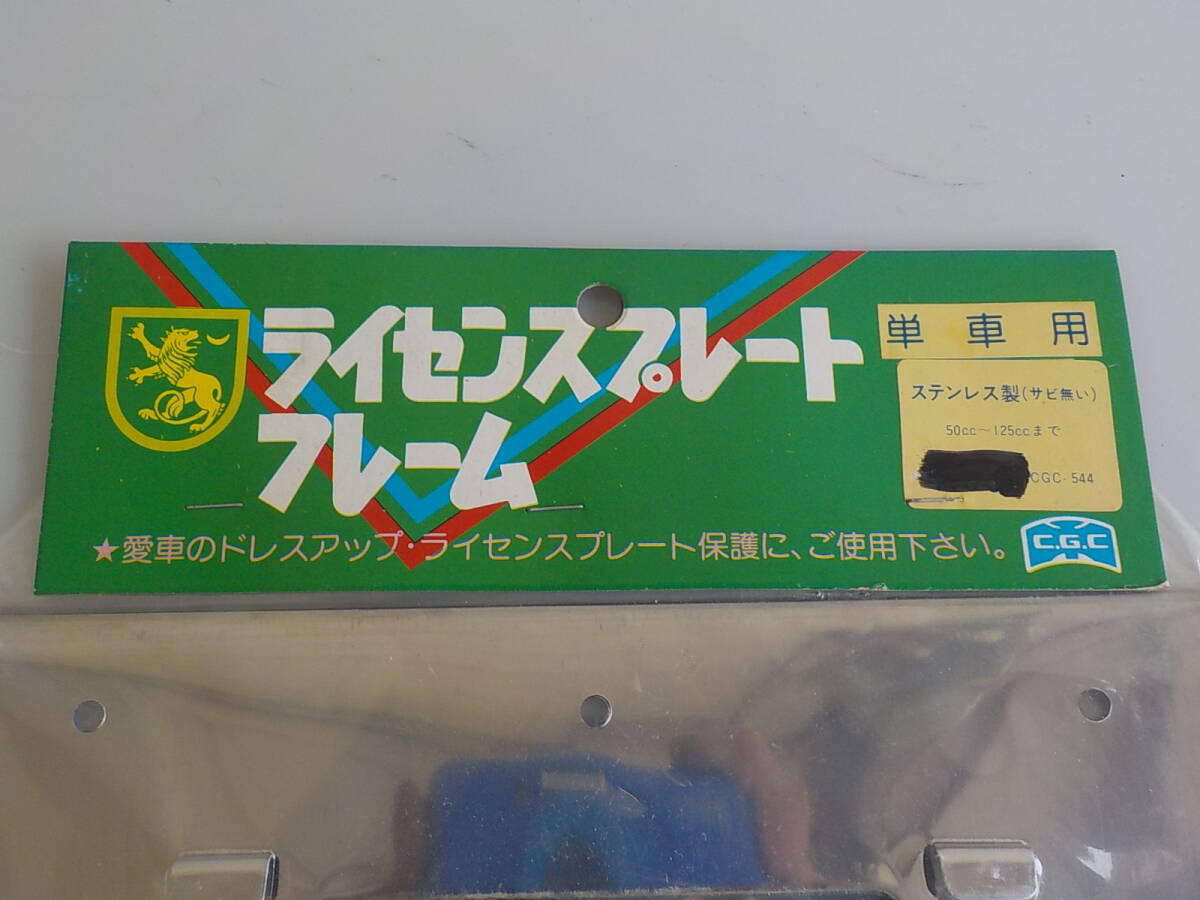 ライセンスプレート
フレーム
単車用
ステンレス製(サビ無い)
50cc〜125ccまで
CGC-544
★愛車のドレスアップ・ライセンスプレート保護に、ご使用下さい。
C.G.C